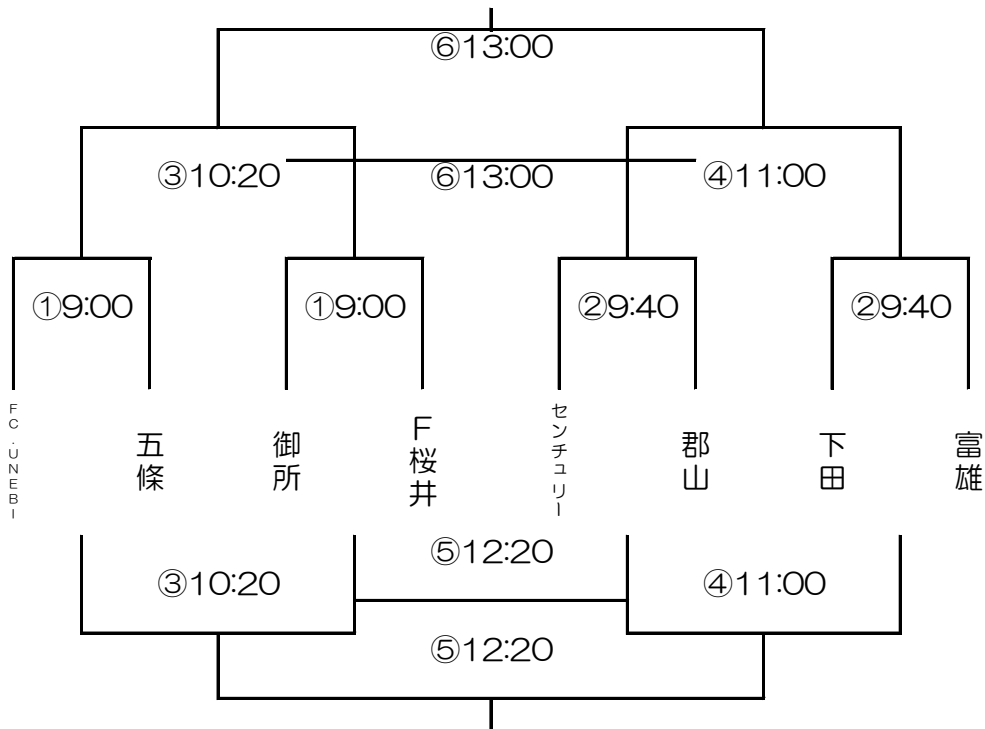 ⑥13:00
③10:20
⑥13:00
④11:00
①9:00
①9:00
②9:40
②9:40
FC.UNEBI
五條
御所
F桜井
センチュリー
郡山
下田
富雄
⑤12:20
③10:20
④11:00
⑤12:20